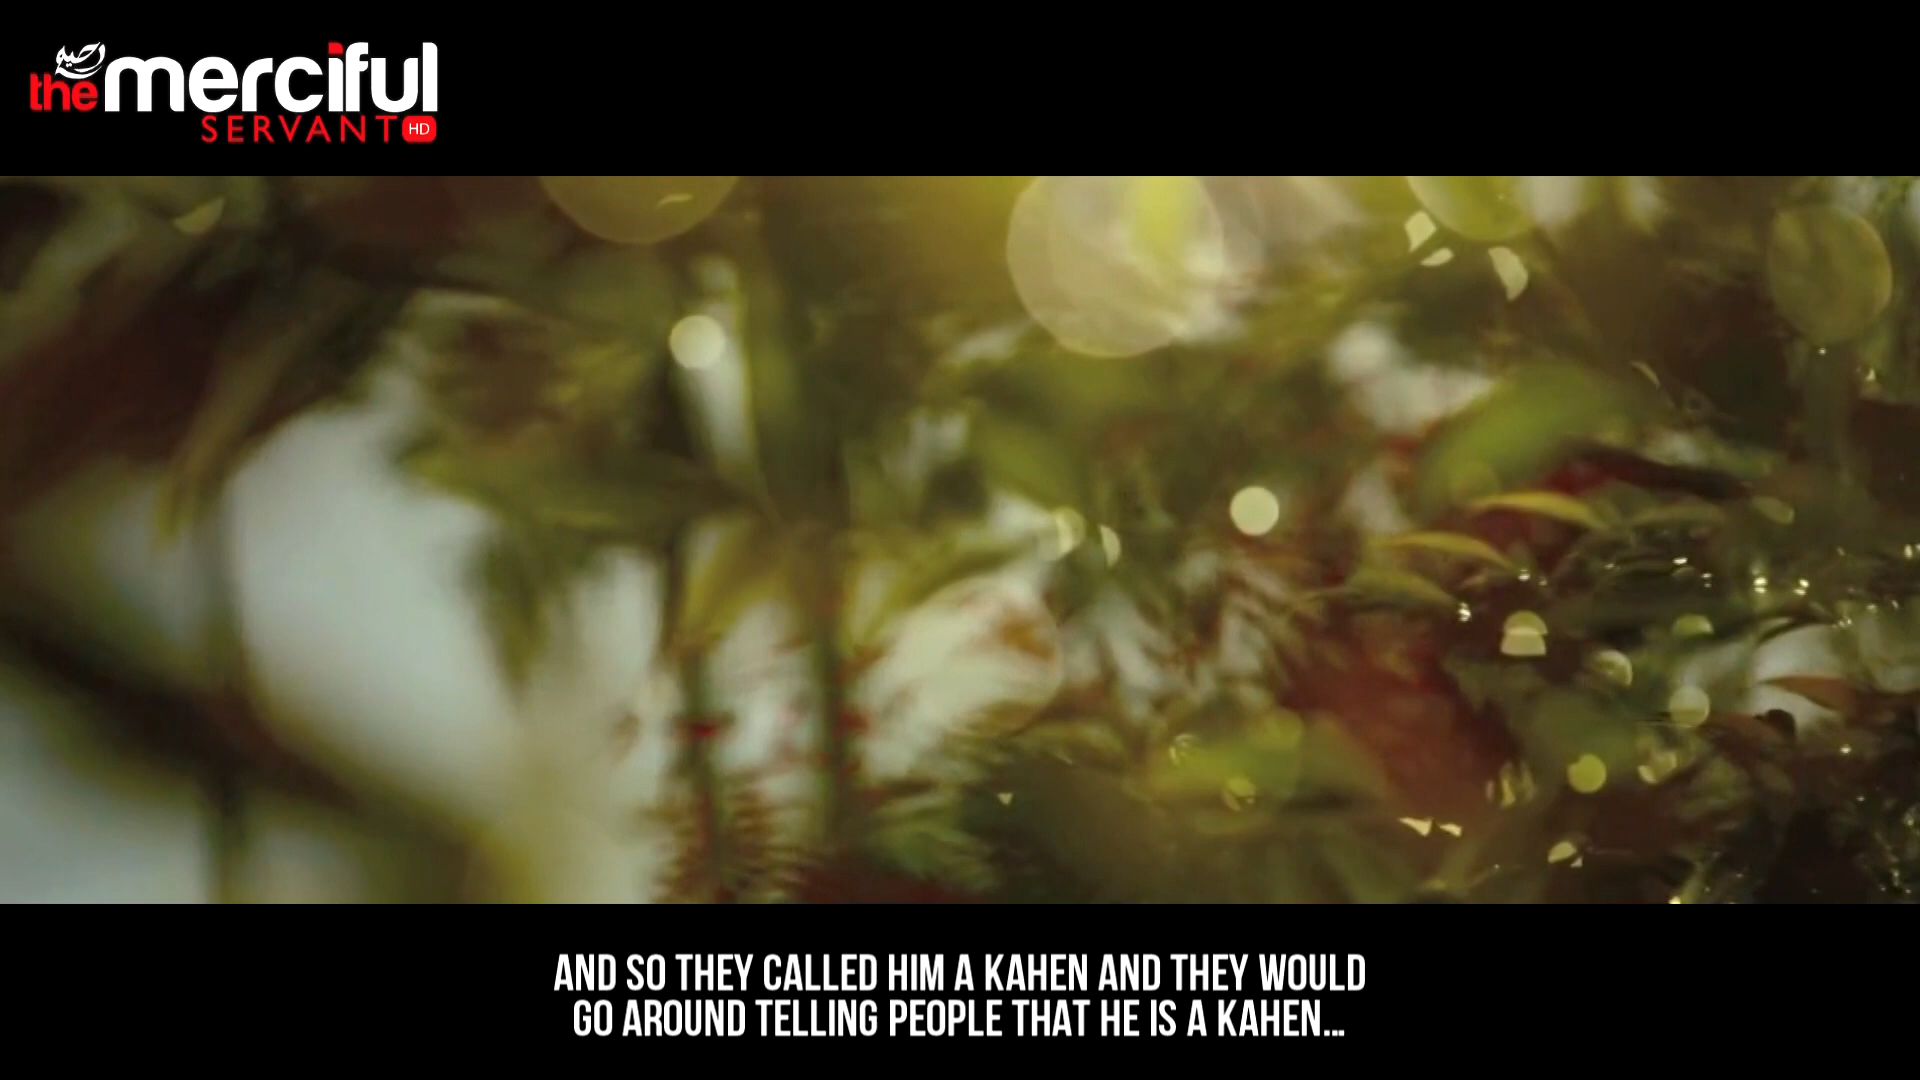 the merciful
SERVANT HD
AND SO THEY CALLED HIM A KAHEN AND THEY WOULD
GO AROUND TELLING PEOPLE THAT HE IS A KAHEN...